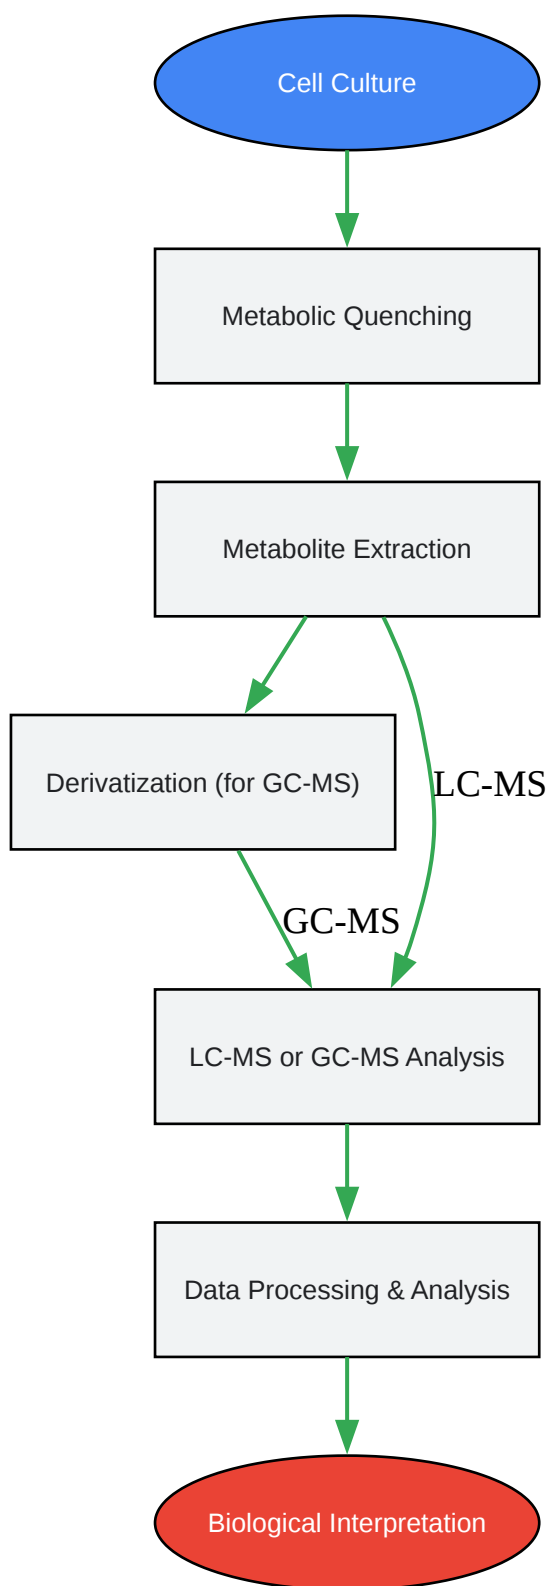 Cell Culture
Metabolic Quenching
Metabolite Extraction
Derivatization (for GC-MS)
LC-MS
GC-MS
LC-MS or GC-MS Analysis
Data Processing & Analysis
Biological Interpretation